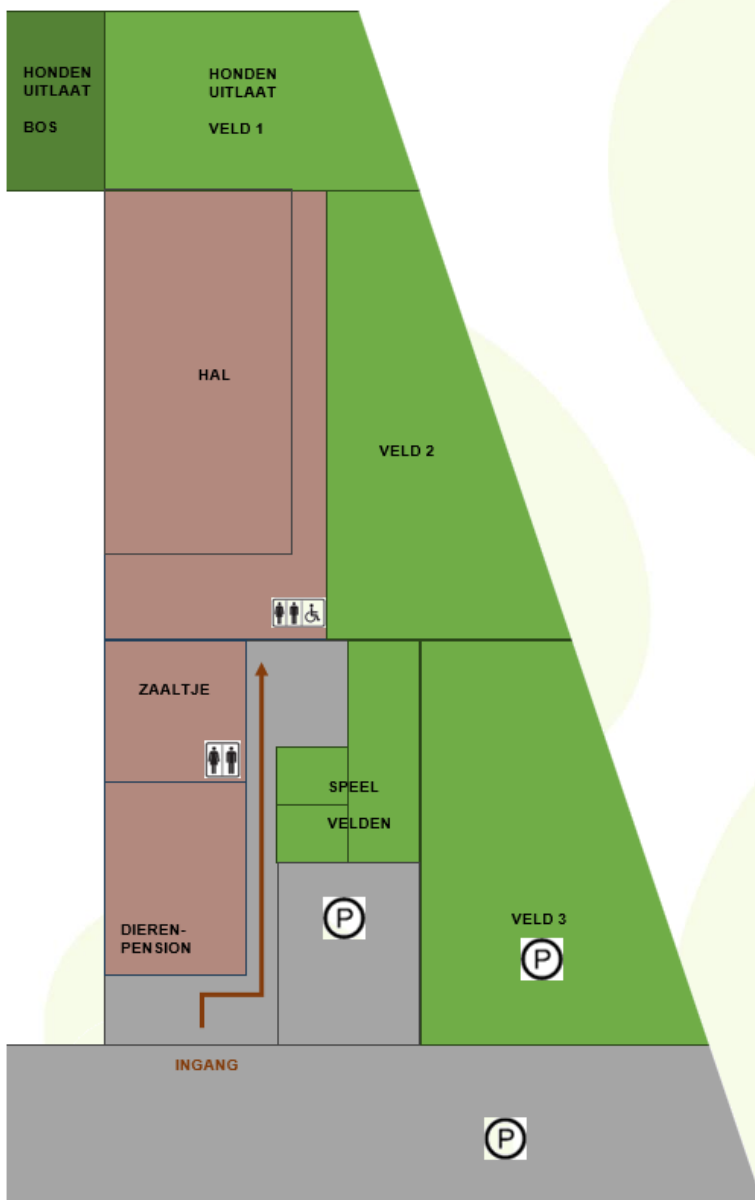 HONDEN
UITLAAT
BOS
HONDEN
UITLAAT
VELD 1
HAL
VELD 2
ZAALTJE
SPEEL
VELDEN
DIEREN-
PENSION
P
VELD 3
P
INGANG
P